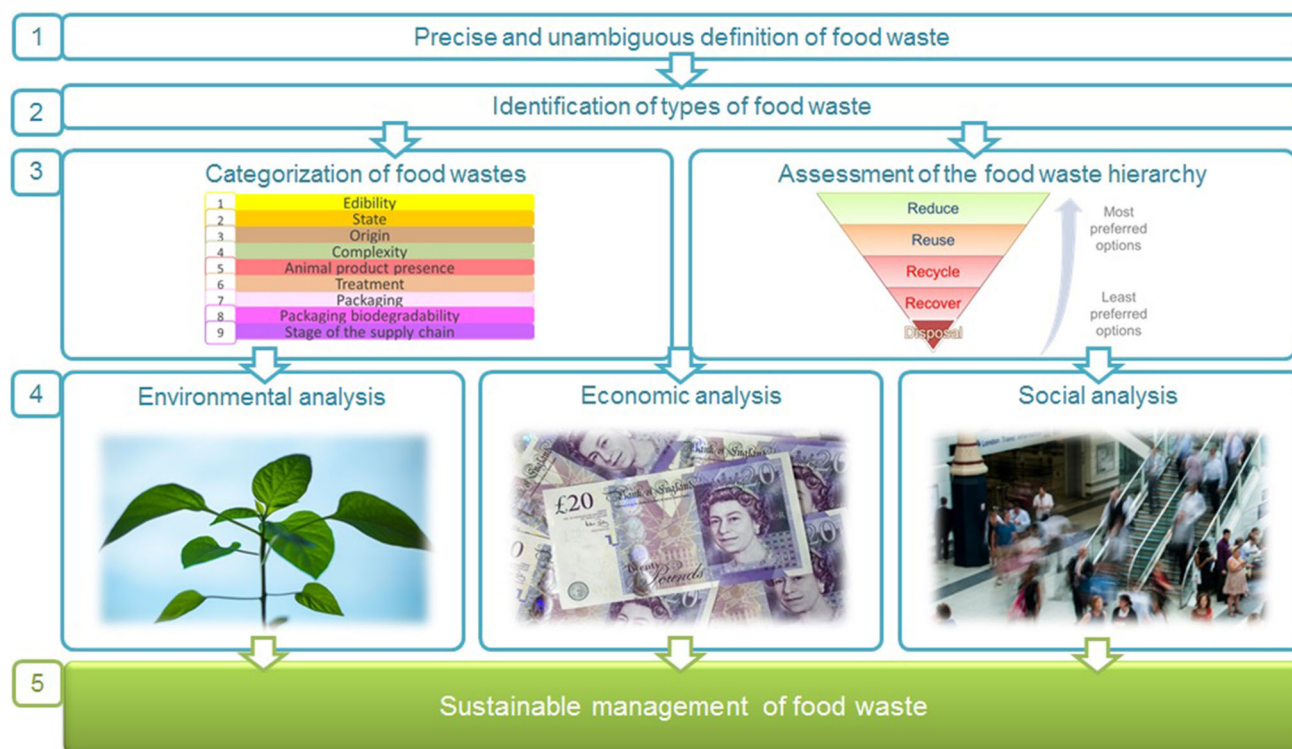 1
Precise and unambiguous definition of food waste
2
Identification of types of food waste
3
Categorization of food wastes
1 Edibility
2 State
3 Origin
4 Complexity
5 Animal product presence
6 Treatment
7 Packaging
8 Packaging biodegradability
9 Stage of the supply chain
Assessment of the food waste hierarchy
Reduce
Reuse
Recycle
Recover
Disposal
Most
preferred
options
Least
preferred
options
4
Environmental analysis
Economic analysis
£20
Bank of England
20
Twenty
Pounds
Social analysis
5
Sustainable management of food waste